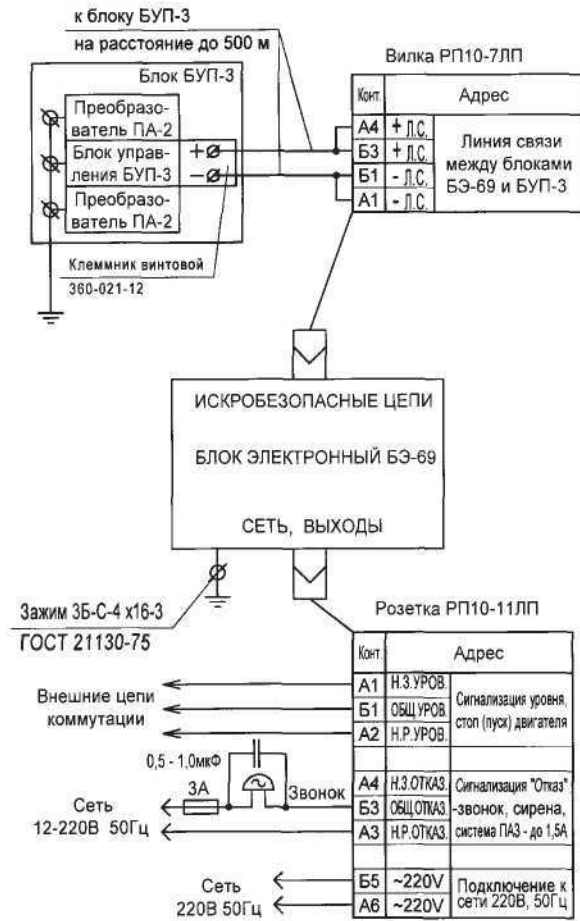 к блоку БУП-3
на расстояние до 500 м
Блок БУП-3
Преобразо-
ватель ПА-2
Блок управ-
ления БУП-3
+
−
Преобразо-
ватель ПА-2
Клеммник винтовой
360-021-12
Вилка РП10-7ЛП
Конт. Адрес
А4 + Л.С.
Б3 + Л.С.
Б1 - Л.С.
А1 - Л.С.
Линия связи
между блоками
БЭ-69 и БУП-3
ИСКРОБЕЗОПАСНЫЕ ЦЕПИ
БЛОК ЭЛЕКТРОННЫЙ БЭ-69
СЕТЬ, ВЫХОДЫ
Зажим ЗБ-С-4 х16-3
ГОСТ 21130-75
Розетка РП10-11ЛП
Конт. Адрес
А1 Н.З.УРОВ.
Б1 ОБЩ.УРОВ.
А2 Н.Р.УРОВ.
Сигнализация уровня,
стоп (пуск) двигателя
А4 Н.З.ОТКАЗ.
Б3 ОБЩ.ОТКАЗ.
А3 Н.Р.ОТКАЗ.
Сигнализация "Отказ"
-звонок, сирена,
система ПАЗ - до 1,5А
Б5 ~220V
А6 ~220V
Подключение к
сети 220В, 50Гц
Внешние цепи
коммутации
0,5 - 1,0мкФ
3А
Звонок
Сеть
12-220В 50Гц
Сеть
220В 50Гц